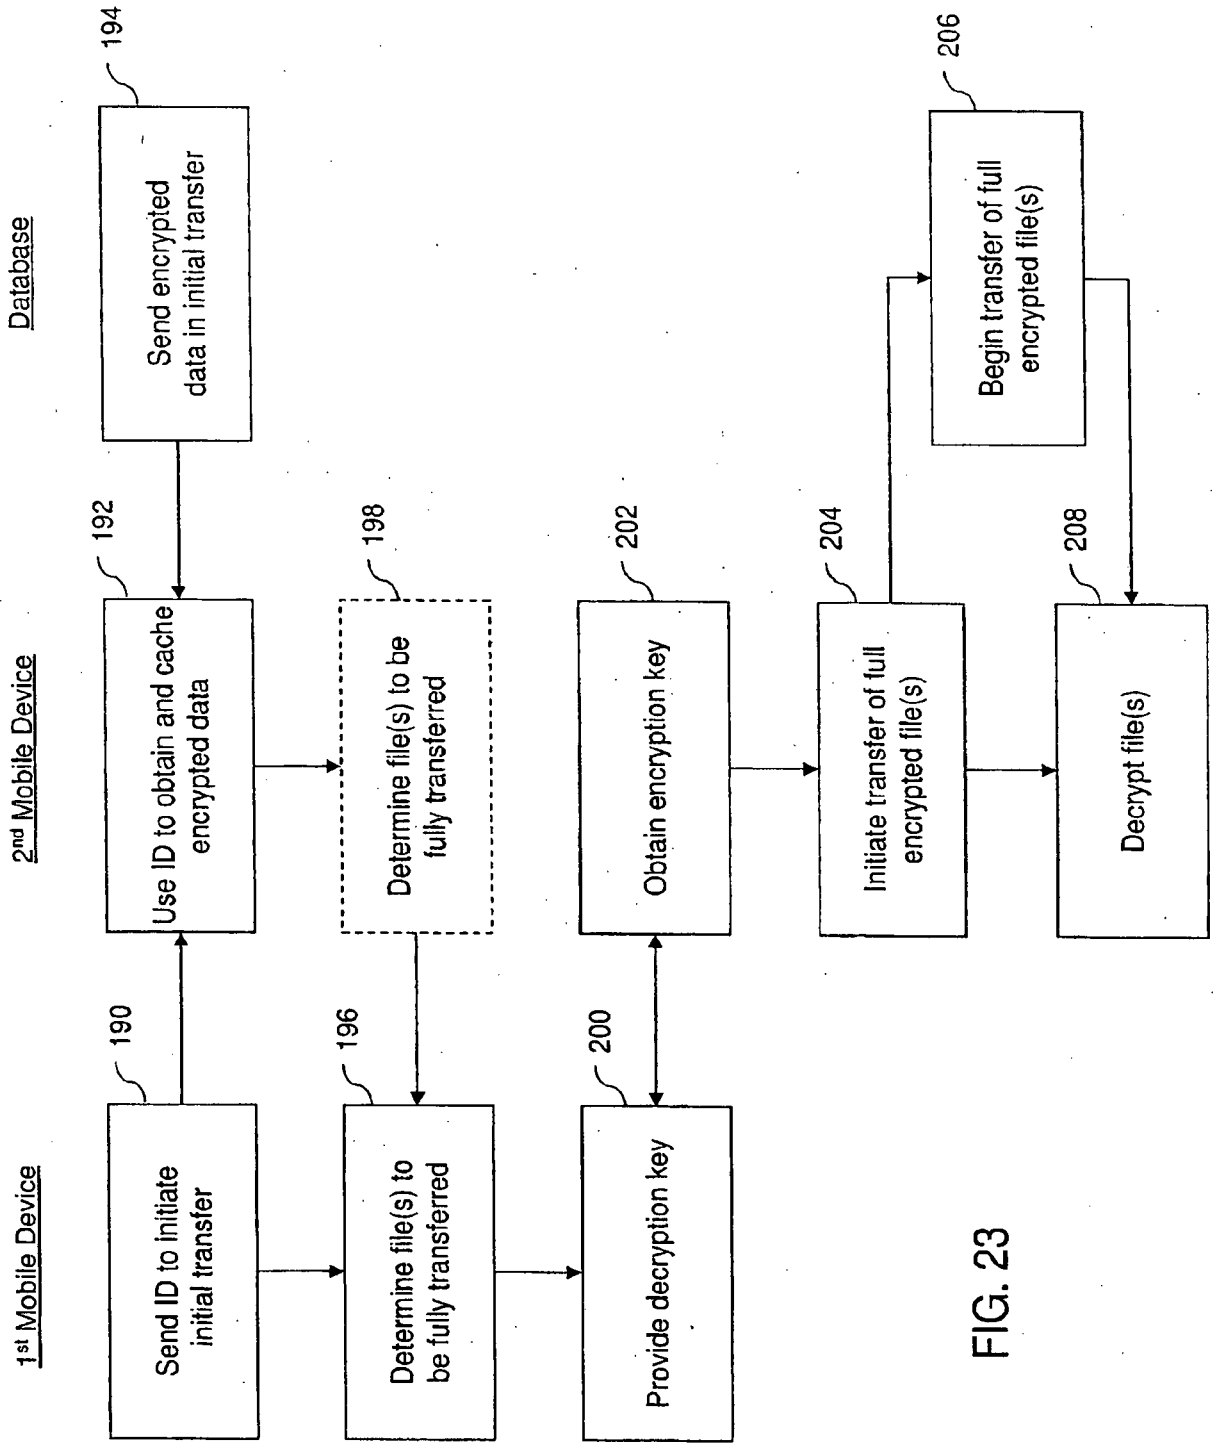 1st Mobile Device
2nd Mobile Device
Database
190
Send ID to initiate
initial transfer
192
Use ID to obtain and cache
encrypted data
194
Send encrypted
data in initial transfer
196
Determine file(s) to
be fully transferred
198
Determine file(s) to be
fully transferred
200
Provide decryption key
202
Obtain encryption key
204
Initiate transfer of full
encrypted file(s)
206
Begin transfer of full
encrypted file(s)
208
Decrypt file(s)
FIG. 23